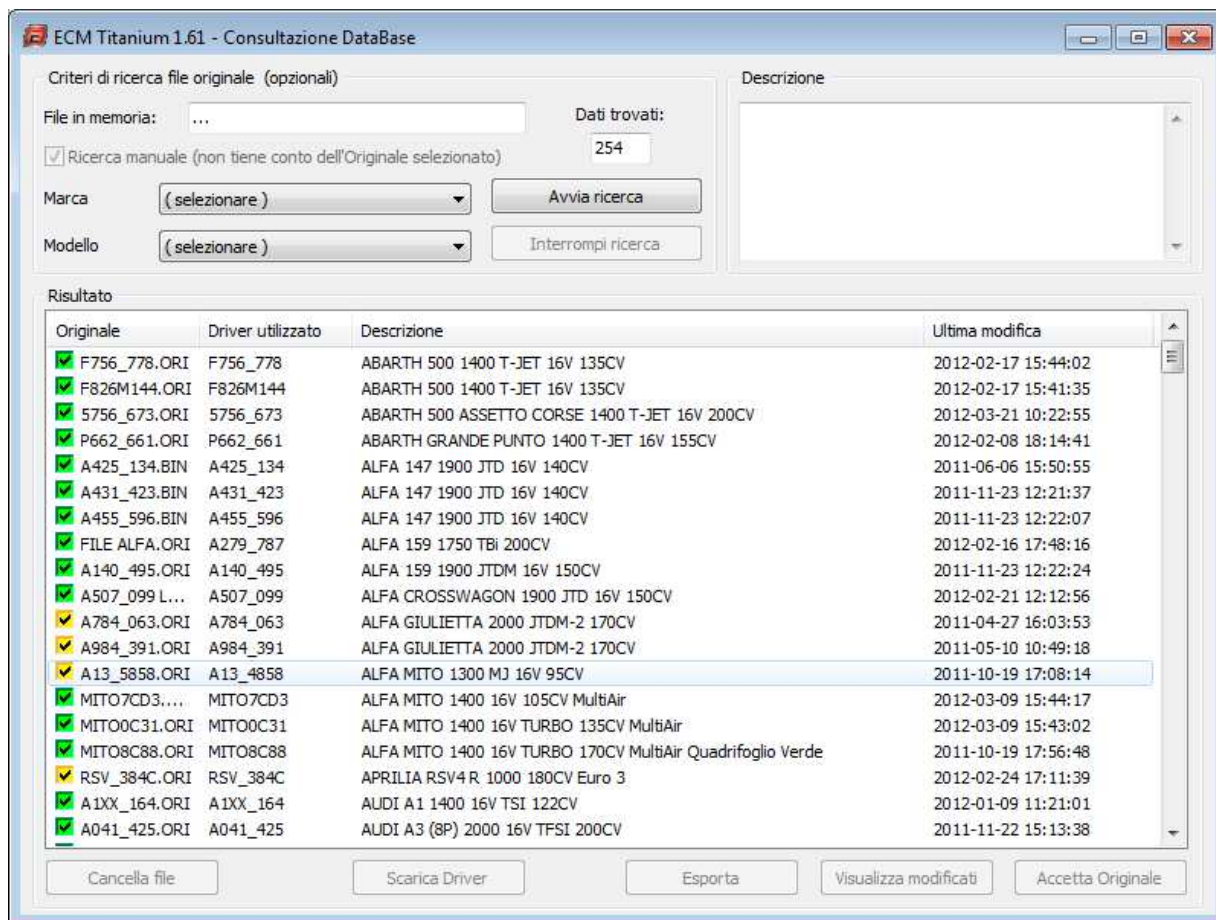 ECM Titanium 1.61 - Consultazione DataBase
Criteri di ricerca file originale (opzionali)
Descrizione
File in memoria: ...
Dati trovati:
254
Ricerca manuale (non tiene conto dell'Originale selezionato)
Marca ( selezionare ) Avvia ricerca
Modello ( selezionare ) Interrompi ricerca
Risultato
Originale Driver utilizzato Descrizione Ultima modifica
F756_778.ORI F756_778 ABARTH 500 1400 T-JET 16V 135CV 2012-02-17 15:44:02
F826M144.ORI F826M144 ABARTH 500 1400 T-JET 16V 135CV 2012-02-17 15:41:35
5756_673.ORI 5756_673 ABARTH 500 ASSETTO CORSE 1400 T-JET 16V 200CV 2012-03-21 10:22:55
P662_661.ORI P662_661 ABARTH GRANDE PUNTO 1400 T-JET 16V 155CV 2012-02-08 18:14:41
A425_134.BIN A425_134 ALFA 147 1900 JTD 16V 140CV 2011-06-06 15:50:55
A431_423.BIN A431_423 ALFA 147 1900 JTD 16V 140CV 2011-11-23 12:21:37
A455_596.BIN A455_596 ALFA 147 1900 JTD 16V 140CV 2011-11-23 12:22:07
FILE ALFA.ORI A279_787 ALFA 159 1750 TBi 200CV 2012-02-16 17:48:16
A140_495.ORI A140_495 ALFA 159 1900 JTDM 16V 150CV 2011-11-23 12:22:24
A507_099 L... A507_099 ALFA CROSSWAGON 1900 JTD 16V 150CV 2012-02-21 12:12:56
A784_063.ORI A784_063 ALFA GIULIETTA 2000 JTDM-2 170CV 2011-04-27 16:03:53
A984_391.ORI A984_391 ALFA GIULIETTA 2000 JTDM-2 170CV 2011-05-10 10:49:18
A13_5858.ORI A13_4858 ALFA MITO 1300 MJ 16V 95CV 2011-10-19 17:08:14
MITO7CD3.... MITO7CD3 ALFA MITO 1400 16V 105CV MultiAir 2012-03-09 15:44:17
MITO0C31.ORI MITO0C31 ALFA MITO 1400 16V TURBO 135CV MultiAir 2012-03-09 15:43:02
MITO8C88.ORI MITO8C88 ALFA MITO 1400 16V TURBO 170CV MultiAir Quadrifoglio Verde 2011-10-19 17:56:48
RSV_384C.ORI RSV_384C APRILIA RSV4 R 1000 180CV Euro 3 2012-02-24 17:11:39
A1XX_164.ORI A1XX_164 AUDI A1 1400 16V TSI 122CV 2012-01-09 11:21:01
A041_425.ORI A041_425 AUDI A3 (8P) 2000 16V TFSI 200CV 2011-11-22 15:13:38
Cancella file Scarica Driver Esporta Visualizza modificati Accetta Originale